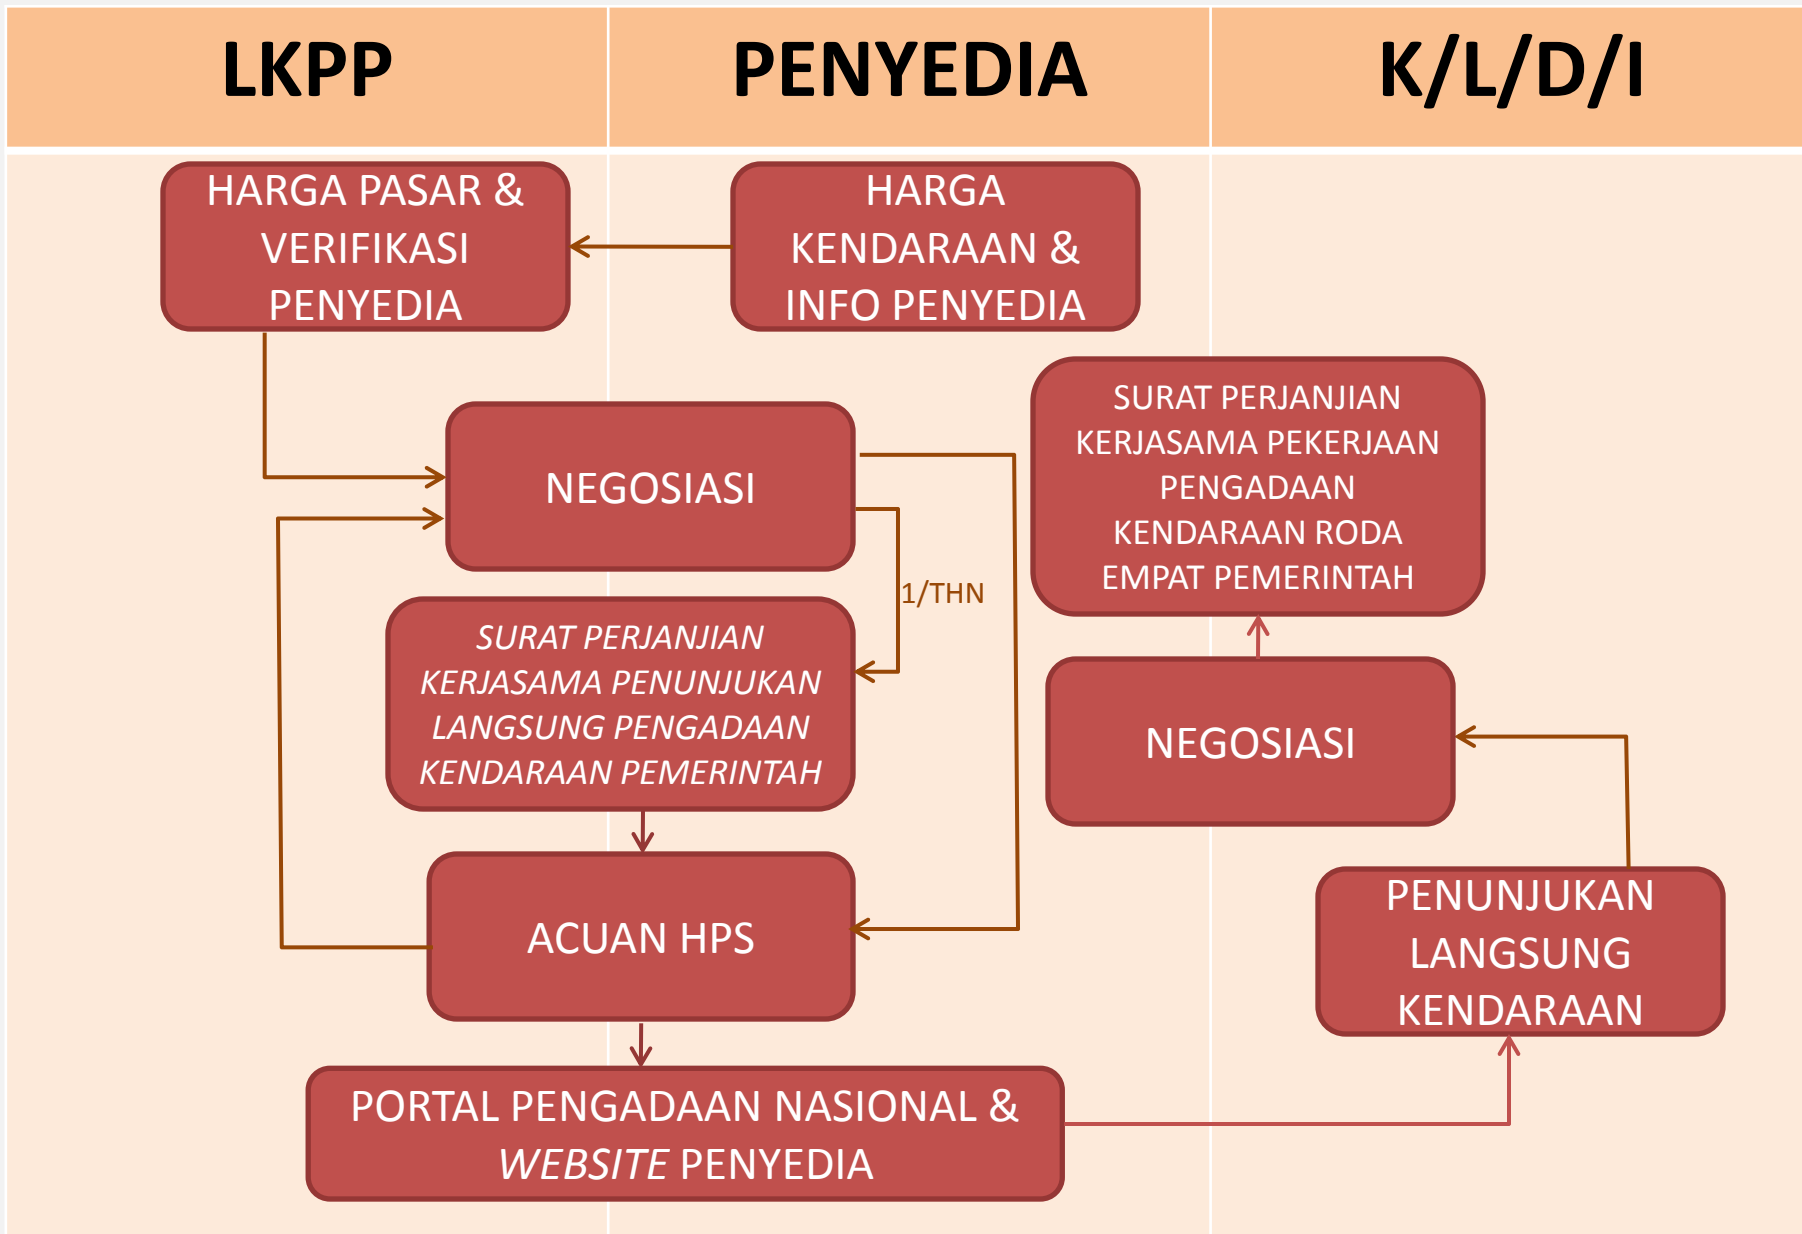 LKPP
PENYEDIA
K/L/D/I
HARGA PASAR &
VERIFIKASI
PENYEDIA
HARGA
KENDARAAN &
INFO PENYEDIA
NEGOSIASI
1/THN
SURAT PERJANJIAN
KERJASAMA PENUNJUKAN
LANGSUNG PENGADAAN
KENDARAAN PEMERINTAH
ACUAN HPS
PORTAL PENGADAAN NASIONAL &
WEBSITE PENYEDIA
SURAT PERJANJIAN
KERJASAMA PEKERJAAN
PENGADAAN
KENDARAAN RODA
EMPAT PEMERINTAH
NEGOSIASI
PENUNJUKAN
LANGSUNG
KENDARAAN